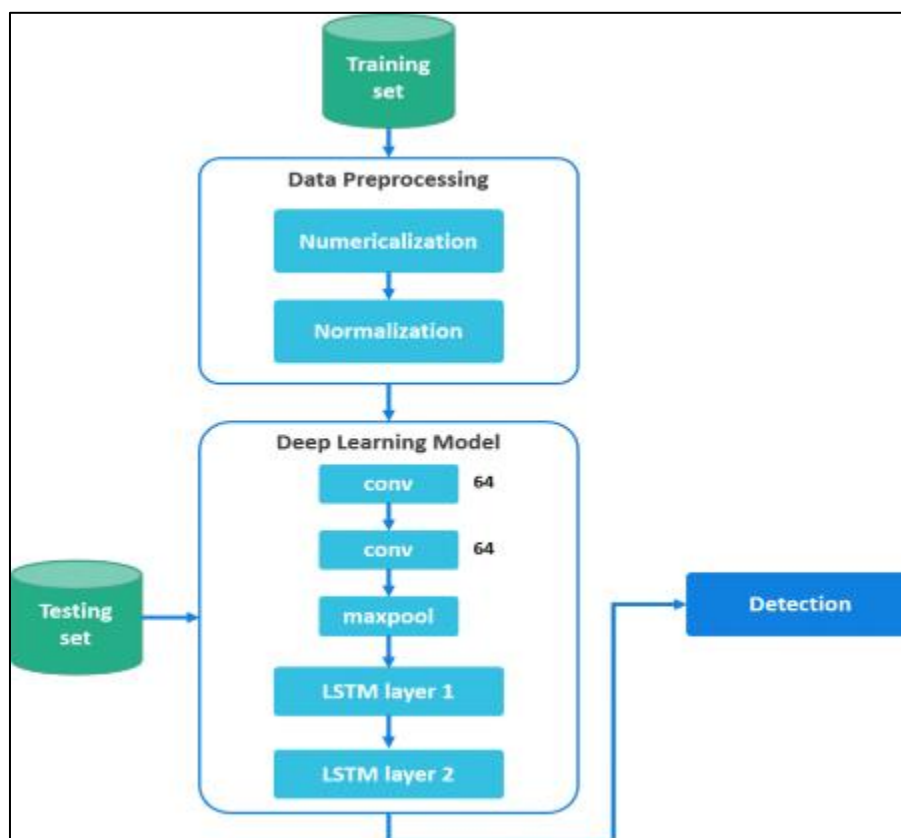 Training
set
Data Preprocessing
Numericalization
Normalization
Deep Learning Model
conv 64
conv 64
maxpool
LSTM layer 1
LSTM layer 2
Testing
set
Detection